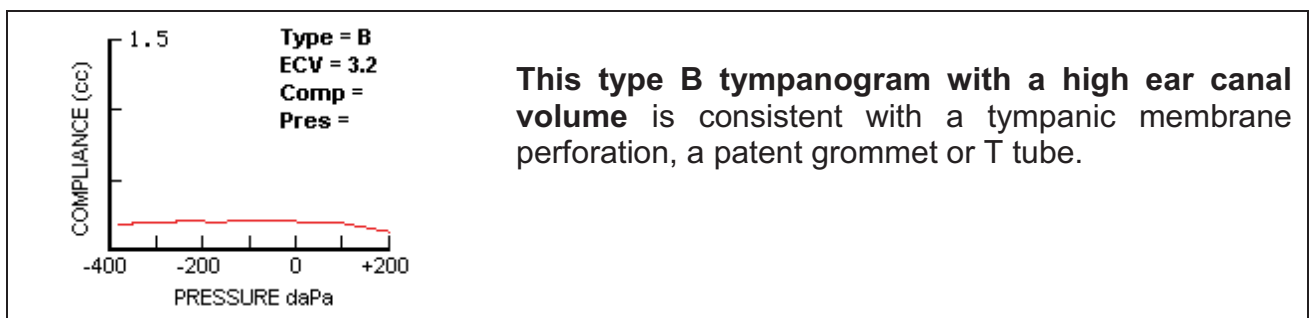 1.5
Type = B
ECV = 3.2
Comp =
Pres =
COMPLIANCE (cc)
-400 -200 0 +200
PRESSURE daPa
This type B tympanogram with a high ear canal
volume is consistent with a tympanic membrane
perforation, a patent grommet or T tube.